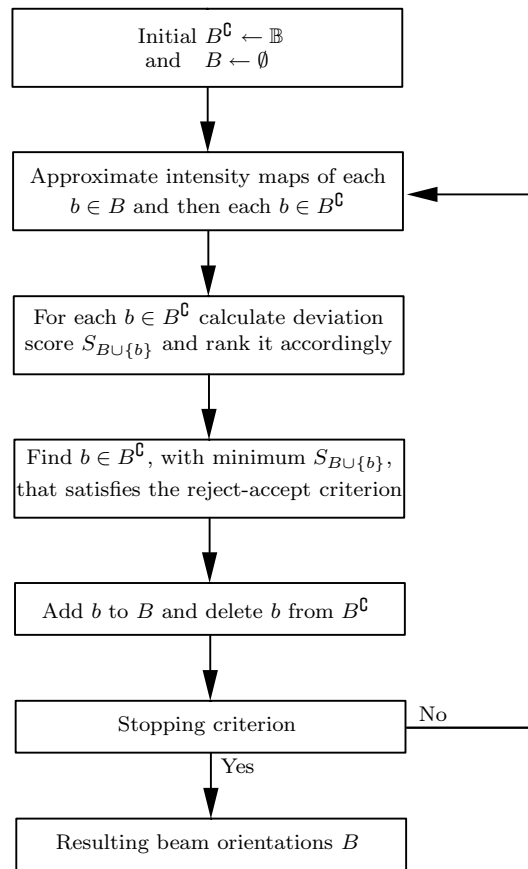 Initial B^∁ ← 𝔹
and B ← ∅
Approximate intensity maps of each
b ∈ B and then each b ∈ B^∁
For each b ∈ B^∁ calculate deviation
score S_{B∪{b}} and rank it accordingly
Find b ∈ B^∁, with minimum S_{B∪{b}},
that satisfies the reject-accept criterion
Add b to B and delete b from B^∁
Stopping criterion
No
Yes
Resulting beam orientations B